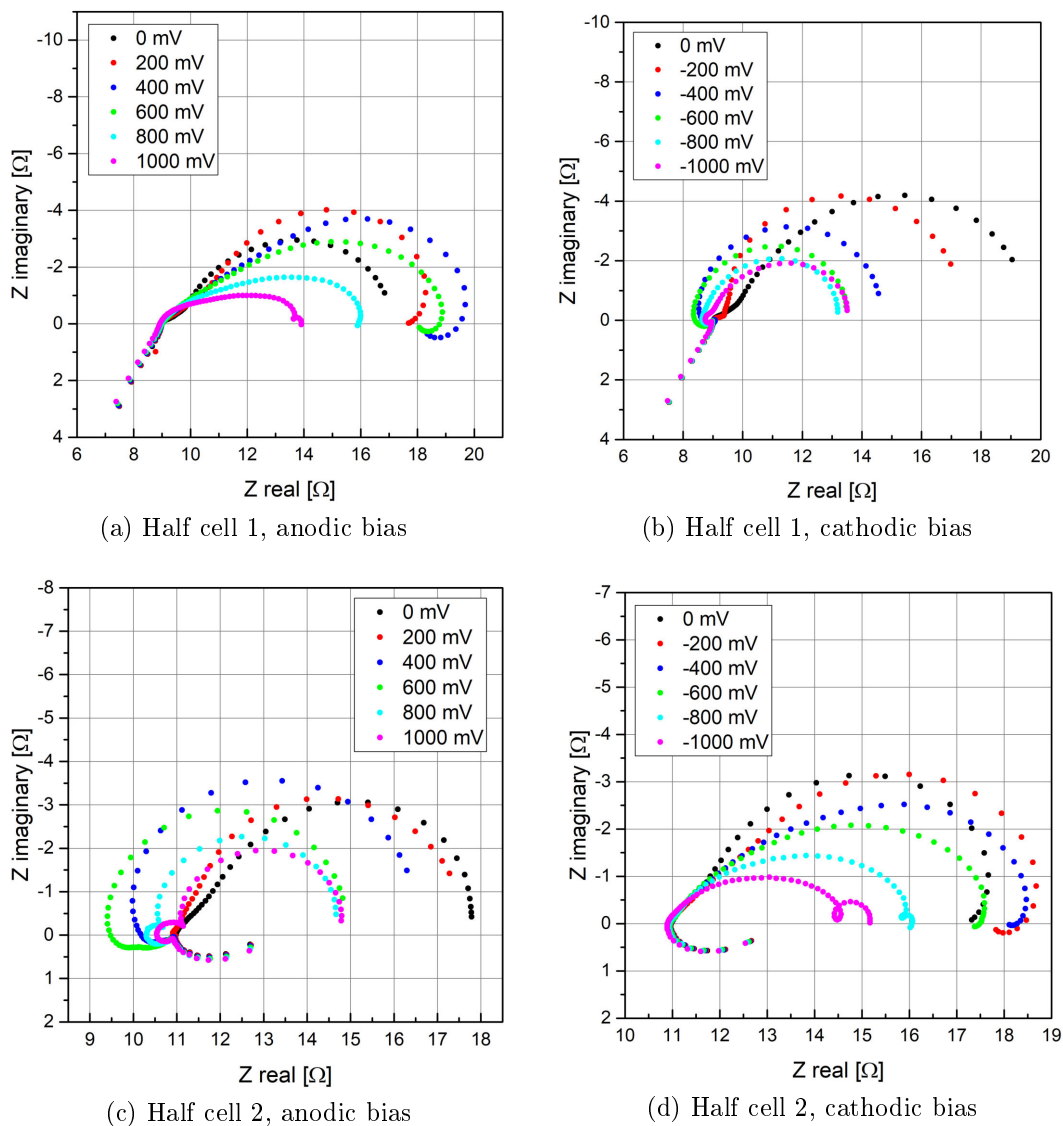 -10
-8
-6
-4
-2
0
2
4
6 8 10 12 14 16 18 20
Z imaginary [Ω]
Z real [Ω]
0 mV
200 mV
400 mV
600 mV
800 mV
1000 mV
(a) Half cell 1, anodic bias
-10
-8
-6
-4
-2
0
2
4
6 8 10 12 14 16 18 20
Z imaginary [Ω]
Z real [Ω]
0 mV
-200 mV
-400 mV
-600 mV
-800 mV
-1000 mV
(b) Half cell 1, cathodic bias
-8
-7
-6
-5
-4
-3
-2
-1
0
1
2
9 10 11 12 13 14 15 16 17 18
Z imaginary [Ω]
Z real [Ω]
0 mV
200 mV
400 mV
600 mV
800 mV
1000 mV
(c) Half cell 2, anodic bias
-7
-6
-5
-4
-3
-2
-1
0
1
2
10 11 12 13 14 15 16 17 18 19
Z imaginary [Ω]
Z real [Ω]
0 mV
-200 mV
-400 mV
-600 mV
-800 mV
-1000 mV
(d) Half cell 2, cathodic bias